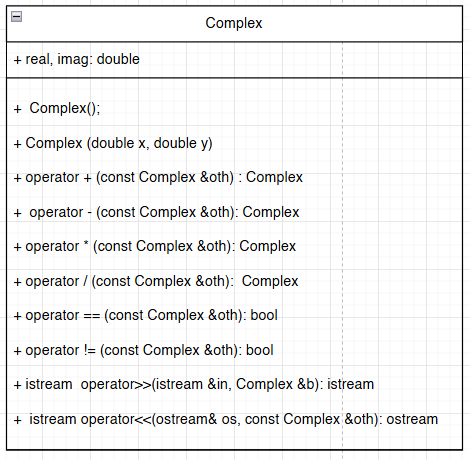 Complex
+ real, imag: double
+ Complex();
+ Complex (double x, double y)
+ operator + (const Complex &oth) : Complex
+ operator - (const Complex &oth): Complex
+ operator * (const Complex &oth): Complex
+ operator / (const Complex &oth): Complex
+ operator == (const Complex &oth): bool
+ operator != (const Complex &oth): bool
+ istream operator>>(istream &in, Complex &b): istream
+ istream operator<<(ostream& os, const Complex &oth): ostream